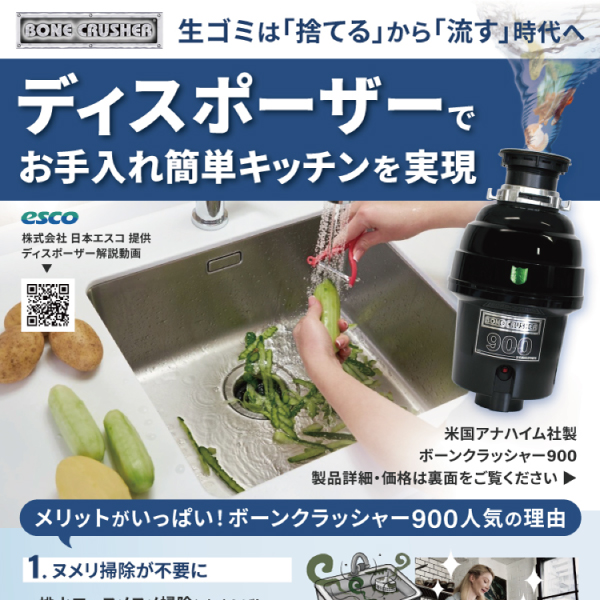 BONE CRUSHER
生ゴミは「捨てる」から「流す」時代へ
ディスポーザーで
お手入れ簡単キッチンを実現
esco
株式会社 日本エスコ 提供
ディスポーザー解説動画
▼
BONE CRUSHER
900
米国アナハイム社製
ボーンクラッシャー900
製品詳細・価格は裏面をご覧ください ▶
メリットがいっぱい！ボーンクラッシャー900人気の理由
1. ヌメリ掃除が不要に